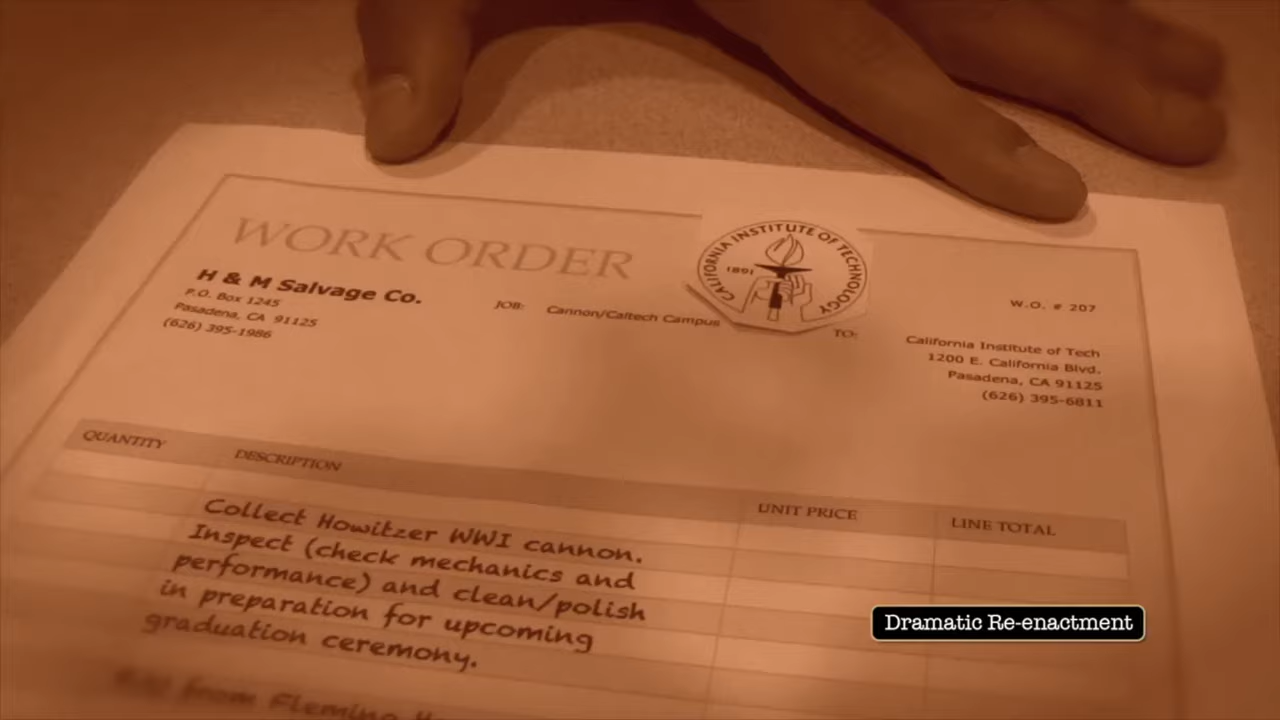 WORK ORDER
H & M Salvage Co.
P.O. Box 1245
Pasadena, CA 91125
(626) 395-1986
JOB: Cannon/Caltech Campus
CALIFORNIA INSTITUTE OF TECHNOLOGY
1891
TO:
W.O. # 207
California Institute of Tech
1200 E. California Blvd.
Pasadena, CA 91125
(626) 395-6811
QUANTITY DESCRIPTION UNIT PRICE LINE TOTAL
Collect Howitzer WWI cannon.
Inspect (check mechanics and
performance) and clean/polish
in preparation for upcoming
graduation ceremony.
from Fleming
Dramatic Re-enactment